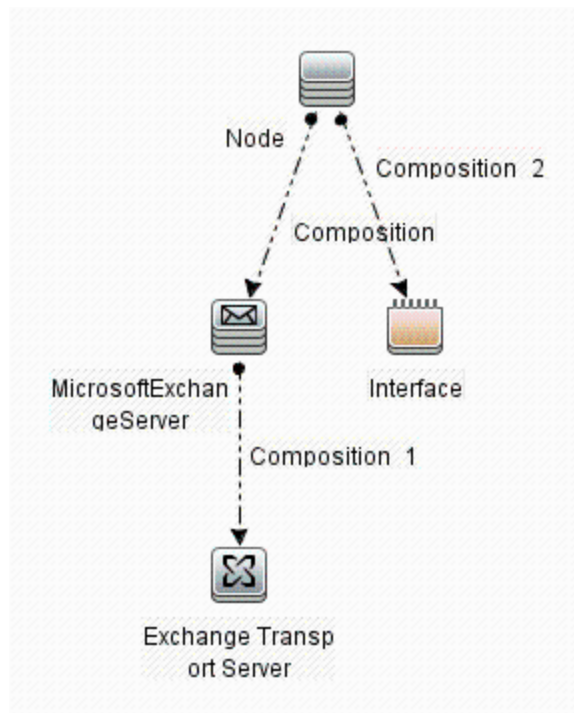 Node
Composition 2
Composition
MicrosoftExchan
geServer
Interface
Composition 1
Exchange Transp
ort Server